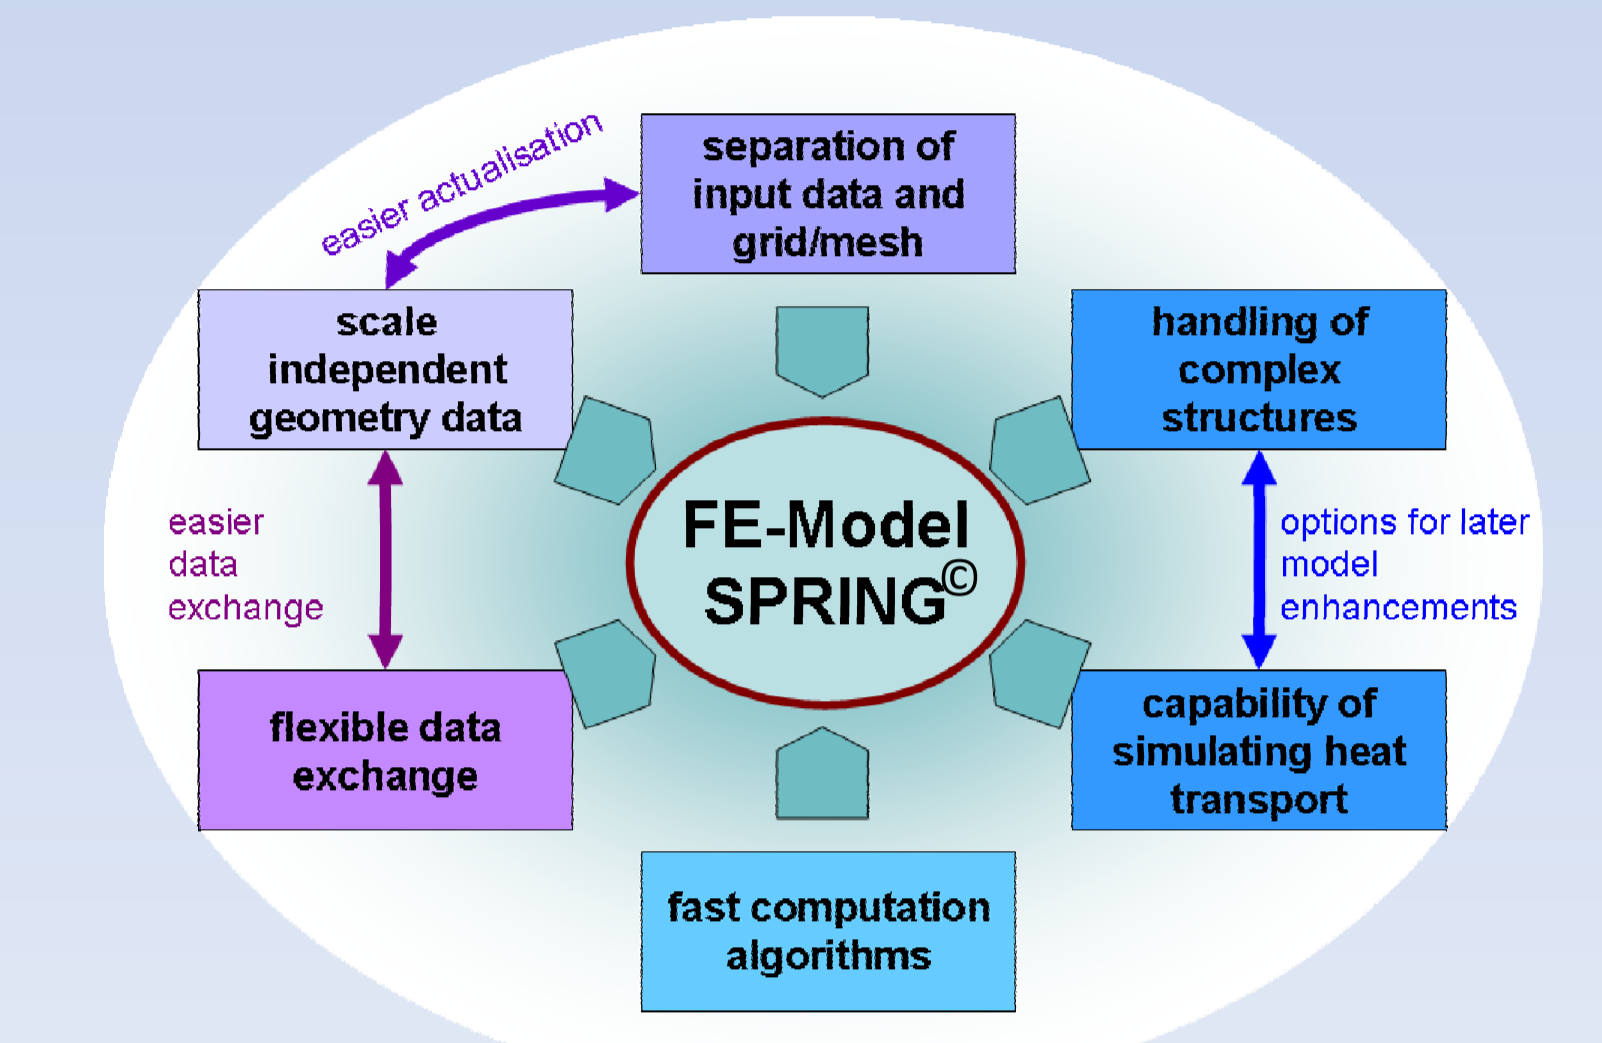 easier actualisation
separation of
input data and
grid/mesh
scale
independent
geometry data
handling of
complex
structures
easier
data
exchange
FE-Model
SPRING©
options for later
model
enhancements
flexible data
exchange
capability of
simulating heat
transport
fast computation
algorithms